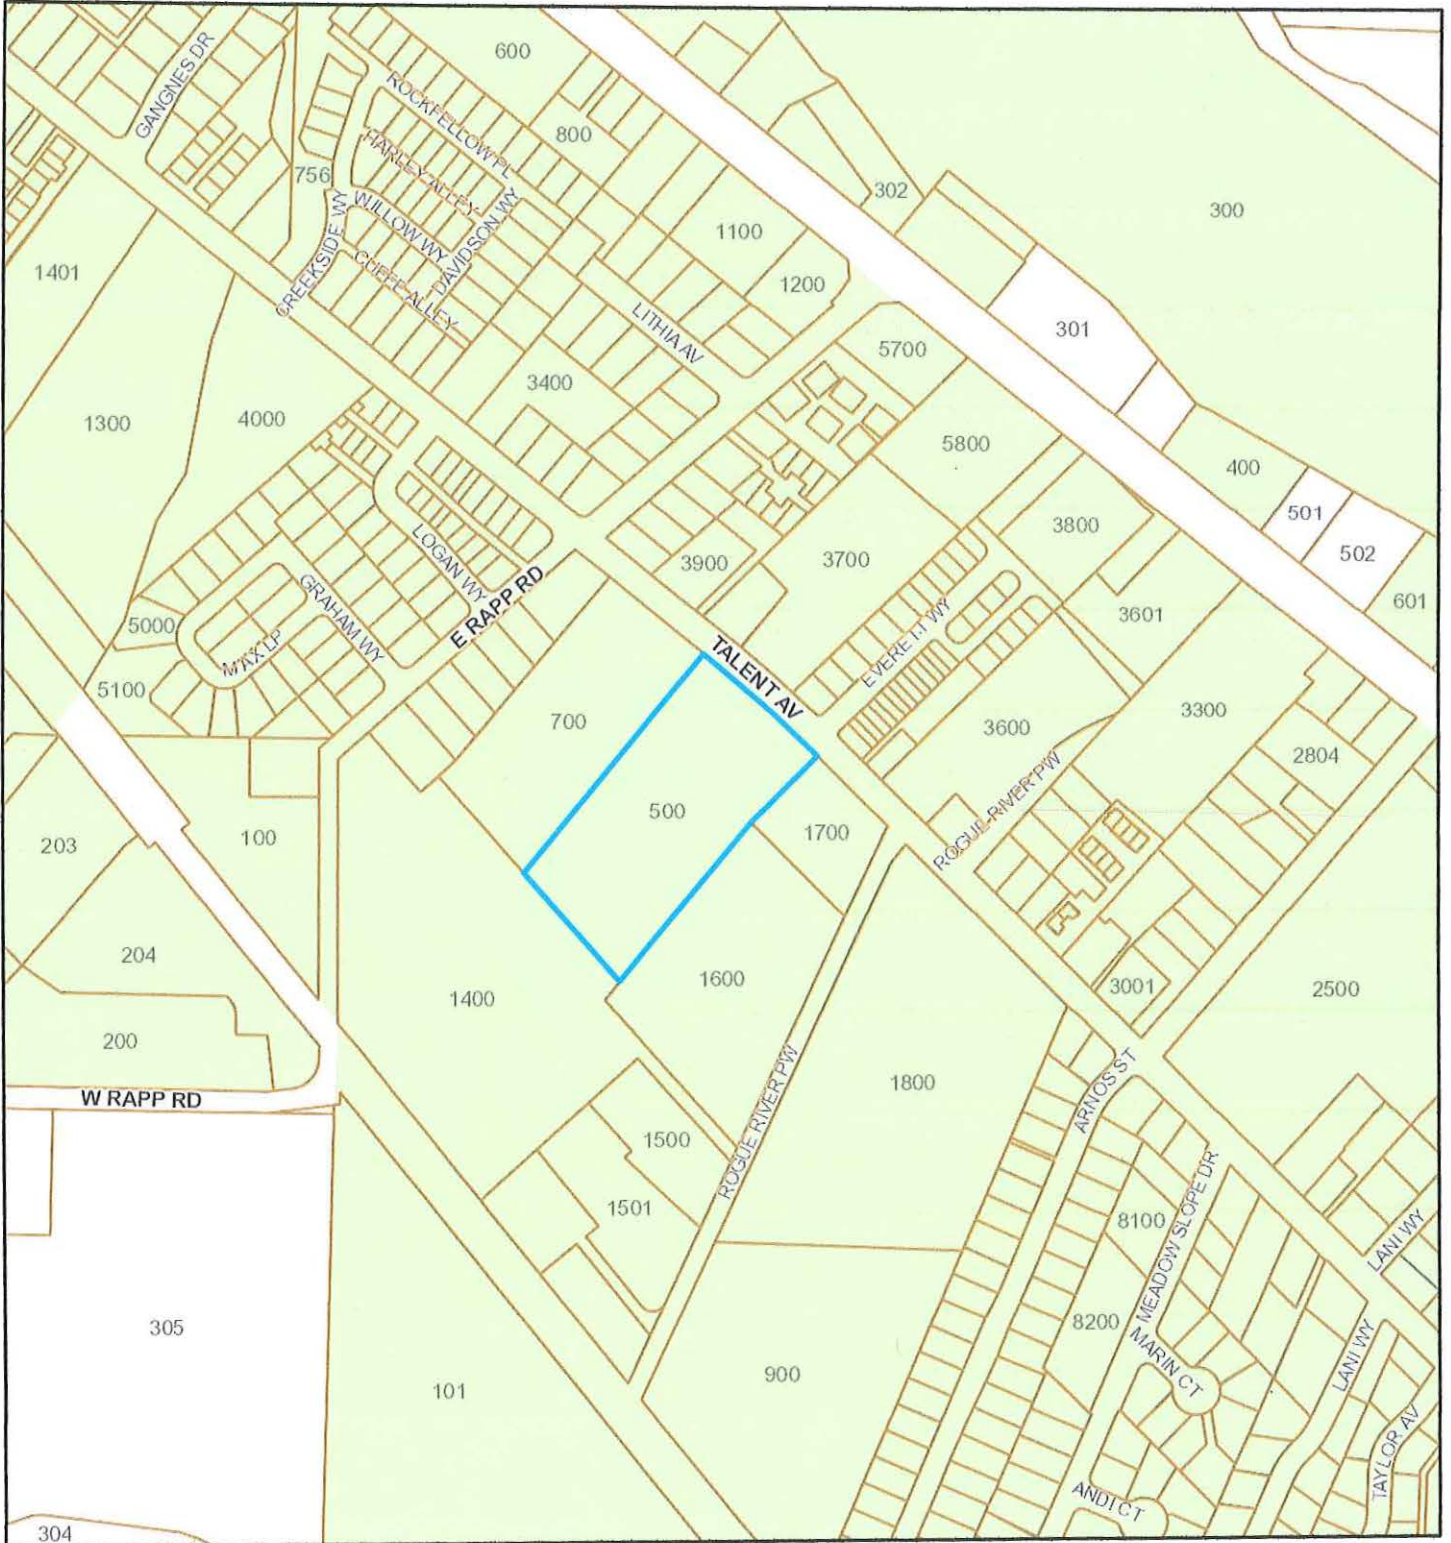 600
GANGNES DR
ROCKFELLOW PL
800
HARLEY ALLEY
756
302
300
WILLOW WY
DAVIDSON WY
CREEKSIDE WY
1100
CUFFE ALLEY
1401
1200
LITHIA AV
301
5700
3400
1300
4000
5800
400
501
3800
502
LOGAN WY
3900
3700
E RAPP RD
GRAHAM WY
601
3601
5000
MAX LP
EVERETT WY
TALENT AV
5100
700
3300
3600
2804
ROGUE RIVER PW
500
1700
100
203
204
1600
3001
2500
1400
200
1800
W RAPP RD
ARNOS ST
ROGUE RIVER PW
1500
1501
8100
MEADOW SLOPE DR
LANI WY
305
8200
MARIN CT
LANI WY
900
101
TAYLOR AV
ANDI CT
304